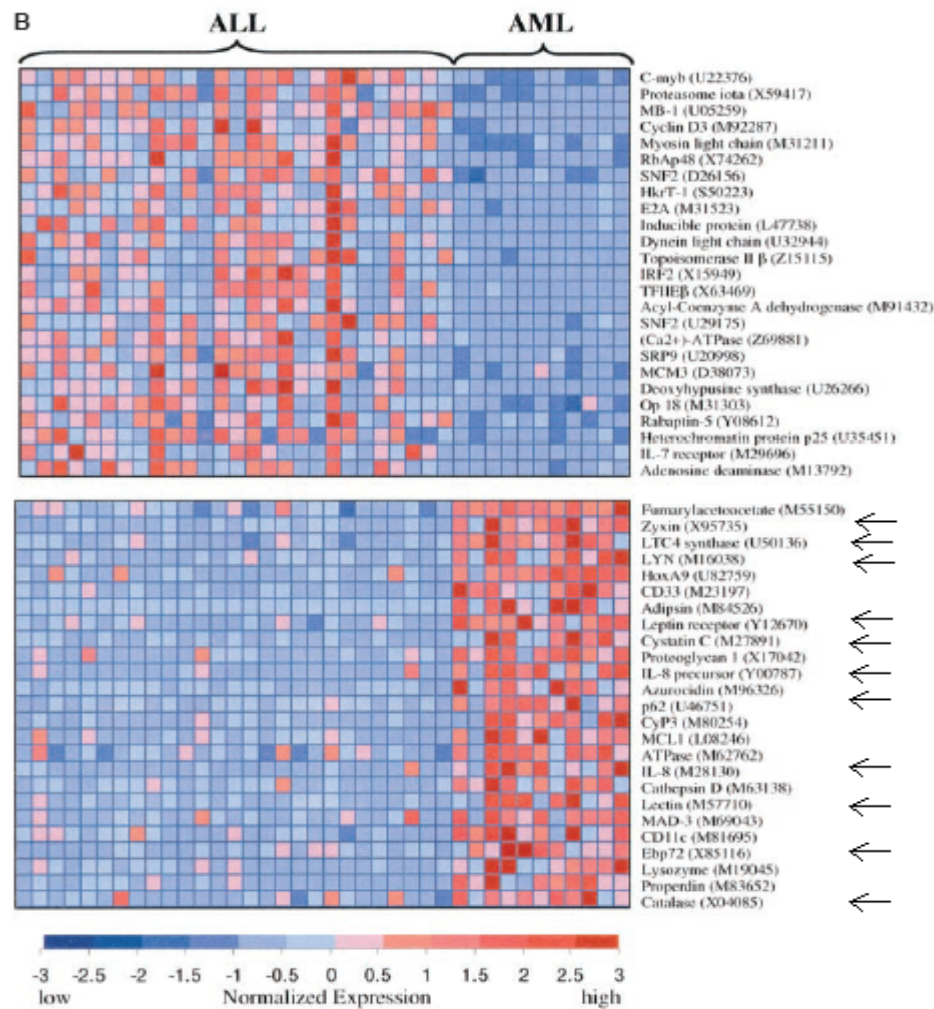 B
ALL AML
C-myb (U22376)
Proteasome iota (X59417)
MB-1 (U05259)
Cyclin D3 (M92287)
Myosin light chain (M31211)
RbAp48 (X74262)
SNF2 (D26156)
HkrT-1 (S50223)
E2A (M31523)
Inducible protein (L47738)
Dynein light chain (U32944)
Topoisomerase II β (Z15115)
IRF2 (X15949)
TFIIEβ (X63469)
Acyl-Coenzyme A dehydrogenase (M91432)
SNF2 (U29175)
(Ca2+)-ATPase (Z69881)
SRP9 (U20998)
MCM3 (D38073)
Deoxyhypusine synthase (U26266)
Op 18 (M31303)
Rabaptin-5 (Y08612)
Heterochromatin protein p25 (U35451)
IL-7 receptor (M29696)
Adenosine deaminase (M13792)
Fumarylacetoacetate (M55150)
Zyxin (X95735)
LTC4 synthase (U50136)
LYN (M16038)
HoxA9 (U82759)
CD33 (M23197)
Adipsin (M84526)
Leptin receptor (Y12670)
Cystatin C (M27891)
Proteoglycan 1 (X17042)
IL-8 precursor (Y00787)
Azurocidin (M96326)
p62 (U46751)
CyP3 (M80254)
MCL1 (L08246)
ATPase (M62762)
IL-8 (M28130)
Cathepsin D (M63138)
Lectin (M57710)
MAD-3 (M69043)
CD11c (M81695)
Ebp72 (X85116)
Lysozyme (M19045)
Properdin (M83652)
Catalase (X04085)
-3 -2.5 -2 -1.5 -1 -0.5 0 0.5 1 1.5 2 2.5 3
low Normalized Expression high